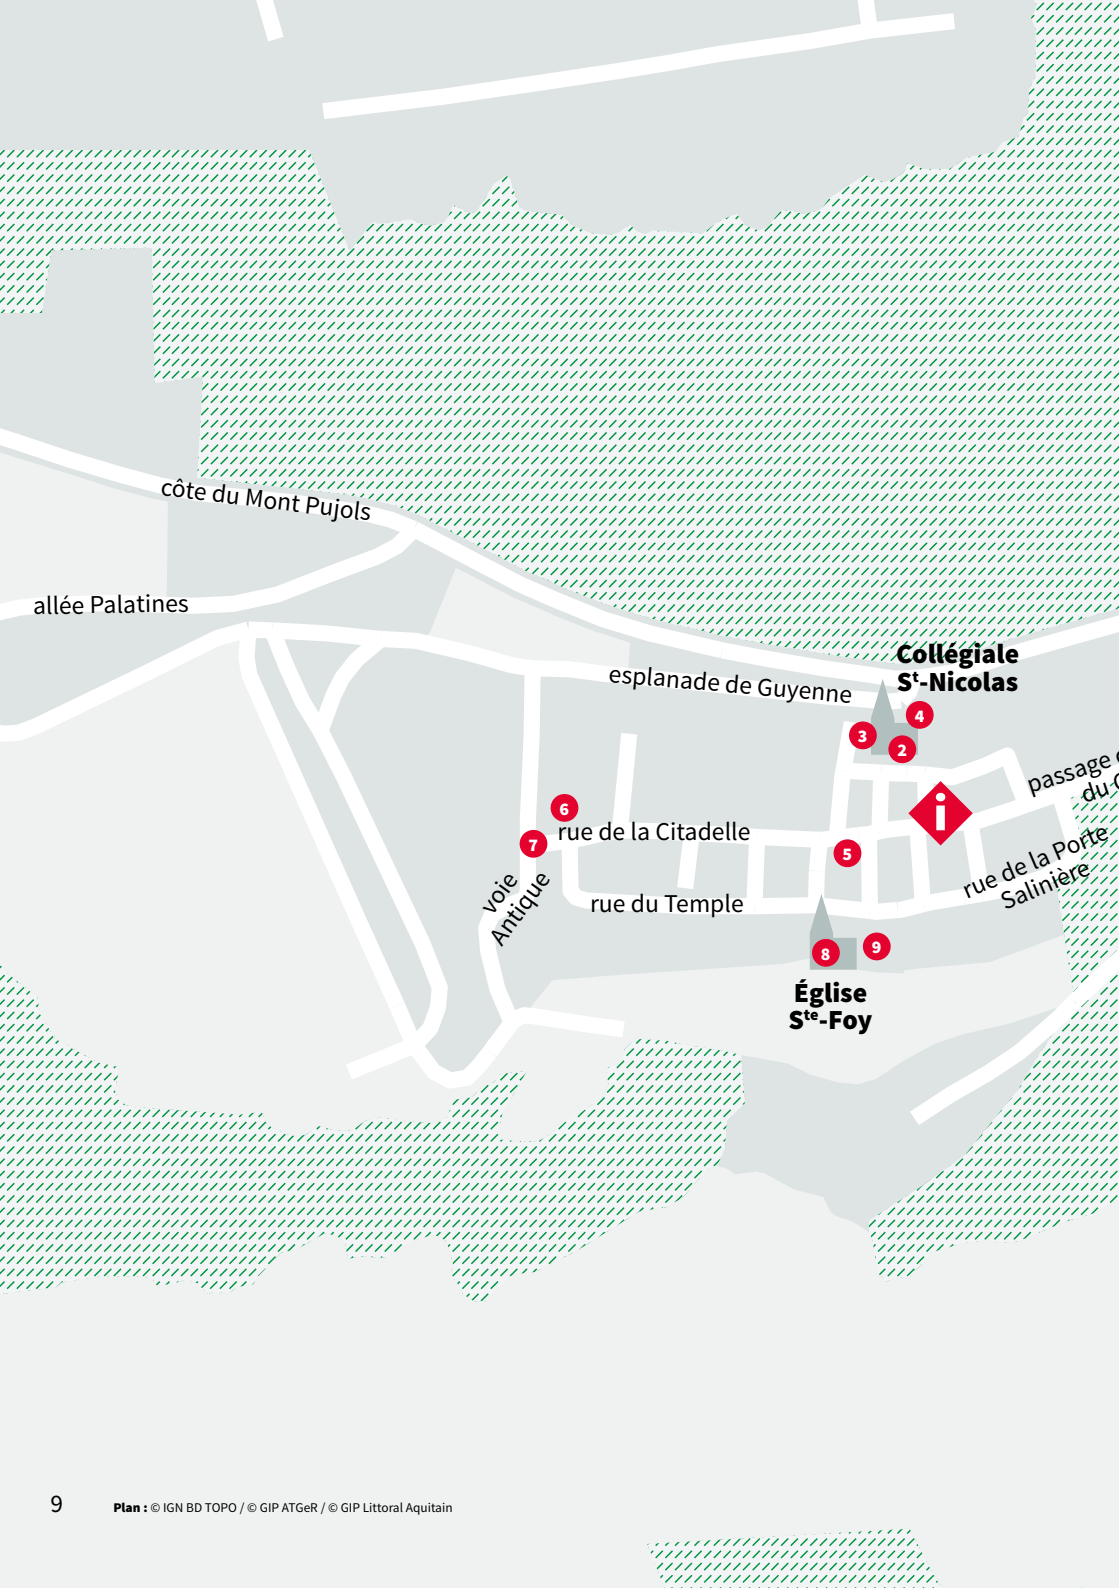 côte du Mont Pujols
allée Palatines
esplanade de Guyenne
Collégiale
St-Nicolas
4
3
2
passage
du
i
6
rue de la Citadelle
7
5
rue de la Porte
Salinière
voie
Antique
rue du Temple
8
9
Église
Ste-Foy
9
Plan : © IGN BD TOPO / © GIP ATGeR / © GIP Littoral Aquitain